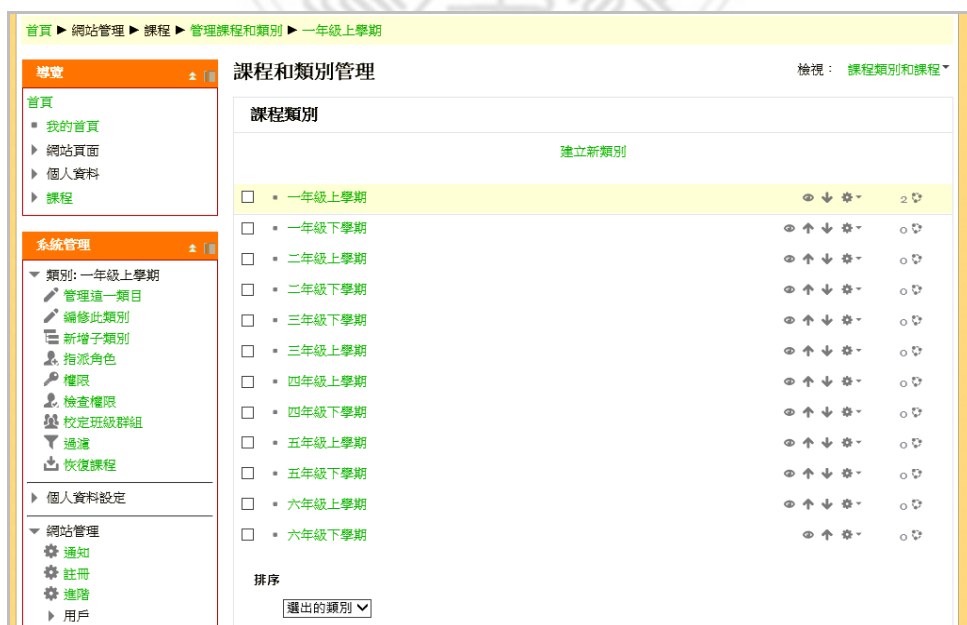 首頁 ► 網站管理 ► 課程 ► 管理課程和類別 ► 一年級上學期
導覽
首頁
我的首頁
網站頁面
個人資料
課程
系統管理
類別: 一年級上學期
管理這一類目
編修此類別
新增子類別
指派角色
權限
檢查權限
校定班級群組
過濾
恢復課程
個人資料設定
網站管理
通知
註冊
進階
用戶
課程和類別管理
檢視： 課程類別和課程
課程類別
建立新類別
一年級上學期 2
一年級下學期 0
二年級上學期 0
二年級下學期 0
三年級下學期 0
三年級上學期 0
四年級上學期 0
四年級下學期 0
五年級上學期 0
五年級下學期 0
六年級上學期 0
六年級下學期 0
排序
選出的類別